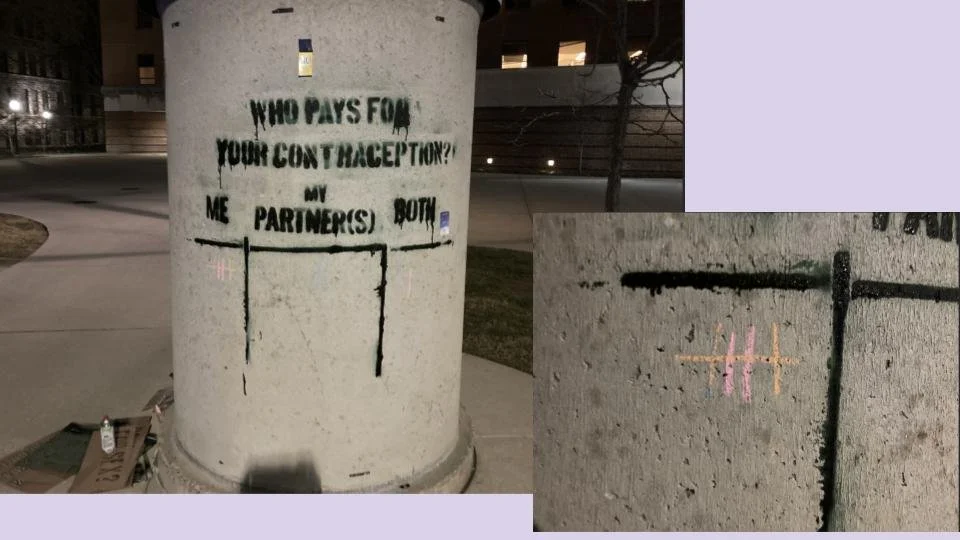 WHO PAYS FOR
YOUR CONTRACEPTION?
MY
ME PARTNER(S) BOTH